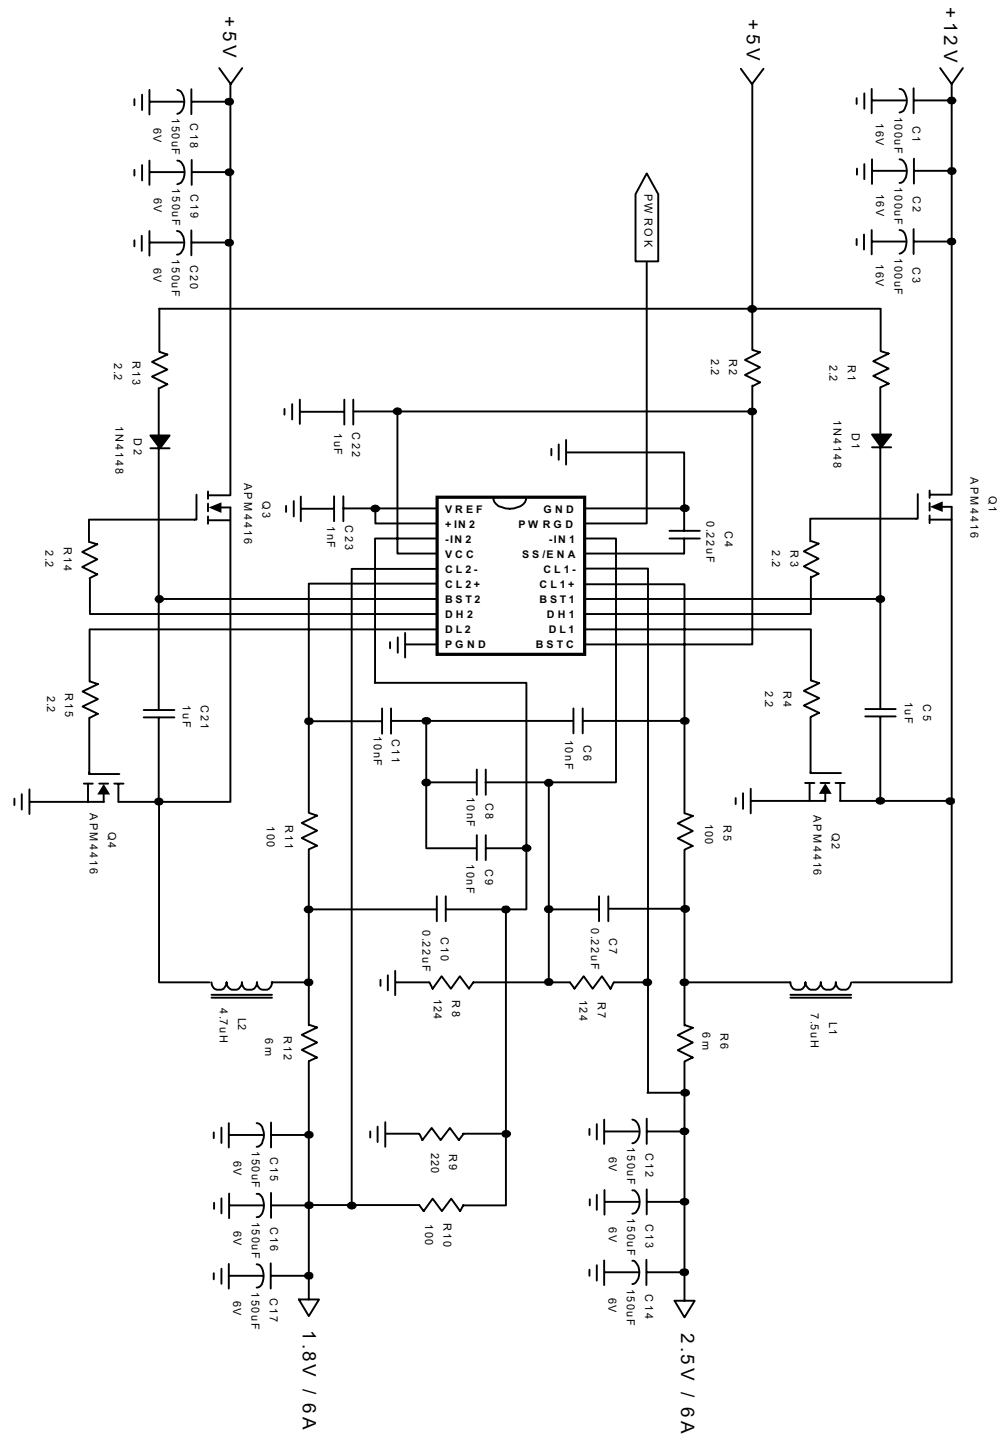 +5V
+5V
+12V
C18
150uF
6V
C19
150uF
6V
C20
150uF
6V
C1
100uF
16V
C2
100uF
16V
C3
100uF
16V
PWROK
R13
2.2
R2
2.2
R1
2.2
D2
1N4148
C22
1uF
D1
1N4148
Q3
APM4416
Q1
APM4416
C23
1nF
C4
0.22uF
R14
2.2
R3
2.2
VREF
+IN2
-IN2
VCC
CL2-
CL2+
BST2
DH2
DL2
PGND
GND
PWRGD
-IN1
SS/ENA
CL1-
CL1+
BST1
DH1
DL1
BSTC
R15
2.2
C21
1uF
R4
2.2
C5
1uF
C11
10nF
C6
10nF
C8
10nF
C9
10nF
Q4
APM4416
Q2
APM4416
R11
100
R5
100
C10
0.22uF
C7
0.22uF
R8
124
R7
124
L2
4.7uH
L1
7.5uH
R12
6m
R6
6m
R9
220
R10
100
C15
150uF
6V
C16
150uF
6V
C17
150uF
6V
C12
150uF
6V
C13
150uF
6V
C14
150uF
6V
1.8V / 6A
2.5V / 6A